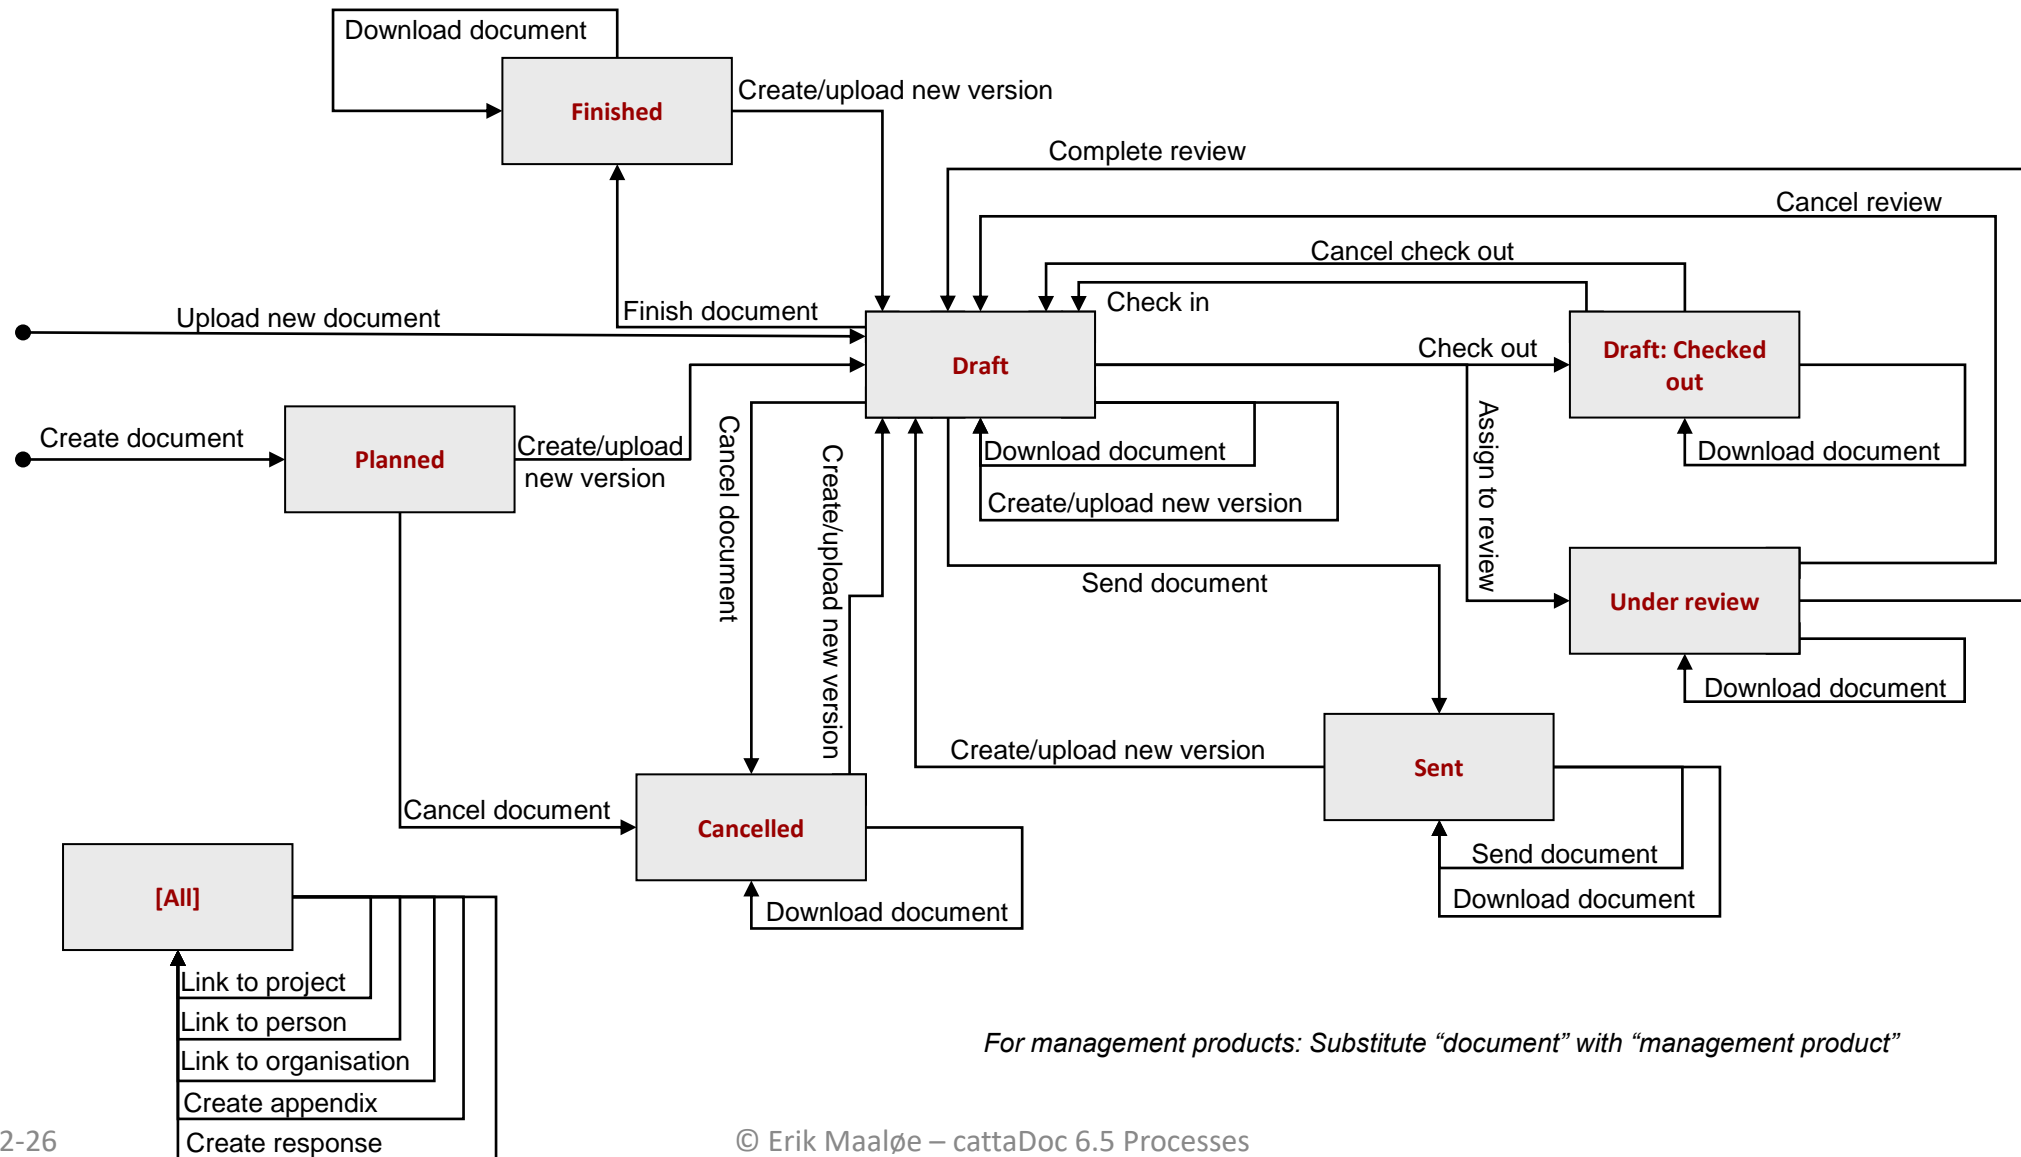 Download document
Finished
Create/upload new version
Complete review
Cancel review
Cancel check out
Check in
Upload new document
Finish document
Draft
Check out
Draft: Checked
out
Create document
Planned
Create/upload
new version
Cancel document
Create/upload new version
Download document
Create/upload new version
Assign to review
Download document
Send document
Under review
Download document
Create/upload new version
Sent
Cancel document
Cancelled
Send document
Download document
Download document
[All]
Link to project
Link to person
Link to organisation
Create appendix
Create response
For management products: Substitute “document” with “management product”
2-26
© Erik Maaløe – cattaDoc 6.5 Processes